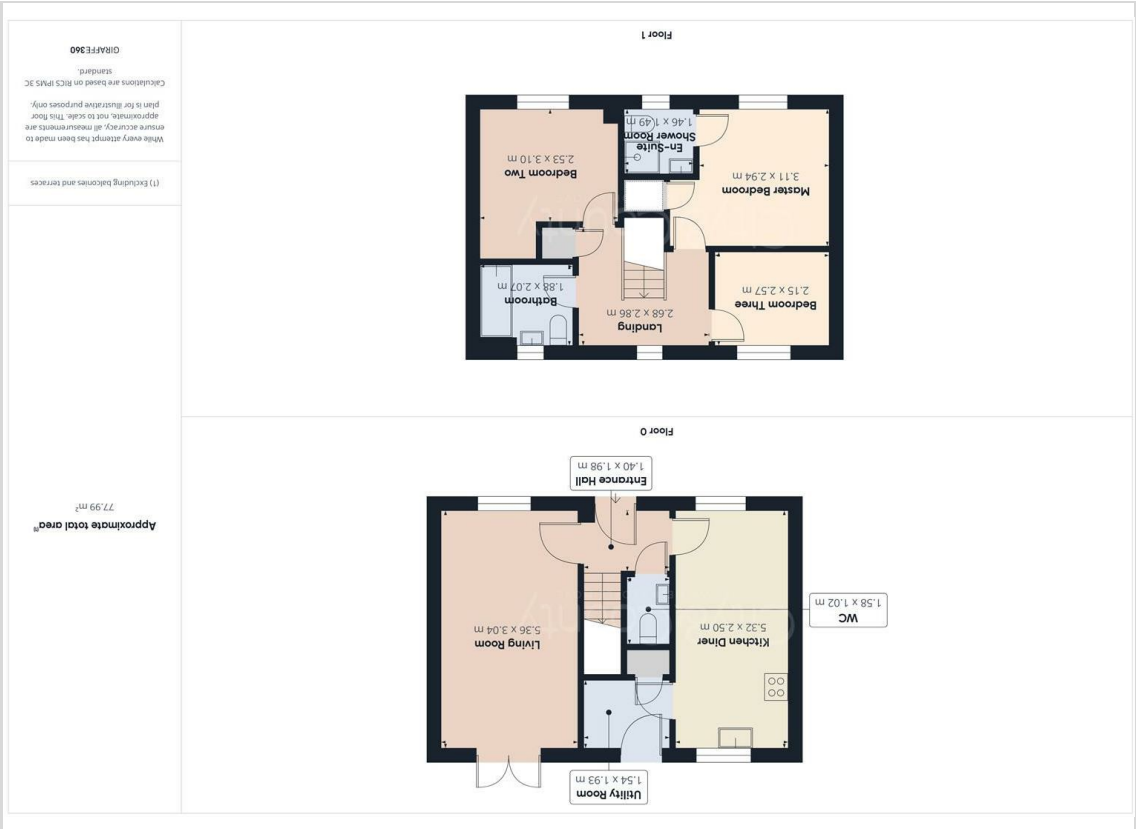 Approximate total area⁽¹⁾
77.99 m²
(1) Excluding balconies and terraces
While every attempt has been made to
ensure accuracy, all measurements are
approximate, not to scale. This floor
plan is for illustrative purposes only.
Calculations are based on RICS IPMS 3C
standard.
GIRAFFE360
Utility Room
1.54 x 1.93 m
Kitchen Diner
5.32 x 2.50 m
Living Room
5.36 x 3.04 m
WC
1.58 x 1.02 m
Entrance Hall
1.40 x 1.98 m
Floor 0
Landing
2.68 x 2.86 m
Bedroom Three
2.15 x 2.57 m
Bathroom
1.88 x 2.07 m
Master Bedroom
3.11 x 2.94 m
Bedroom Two
2.53 x 3.10 m
En-Suite
Shower Room
1.46 x 1.49 m
Floor 1